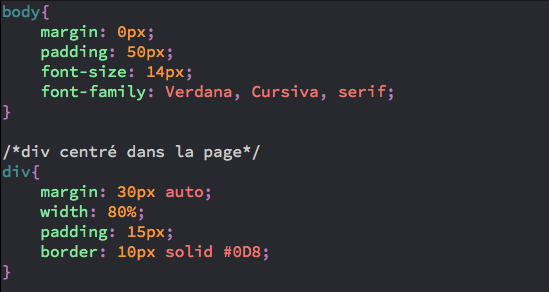 body{
    margin: 0px;
    padding: 50px;
    font-size: 14px;
    font-family: Verdana, Cursiva, serif;
}

/*div centré dans la page*/
div{
    margin: 30px auto;
    width: 80%;
    padding: 15px;
    border: 10px solid #0D8;
}